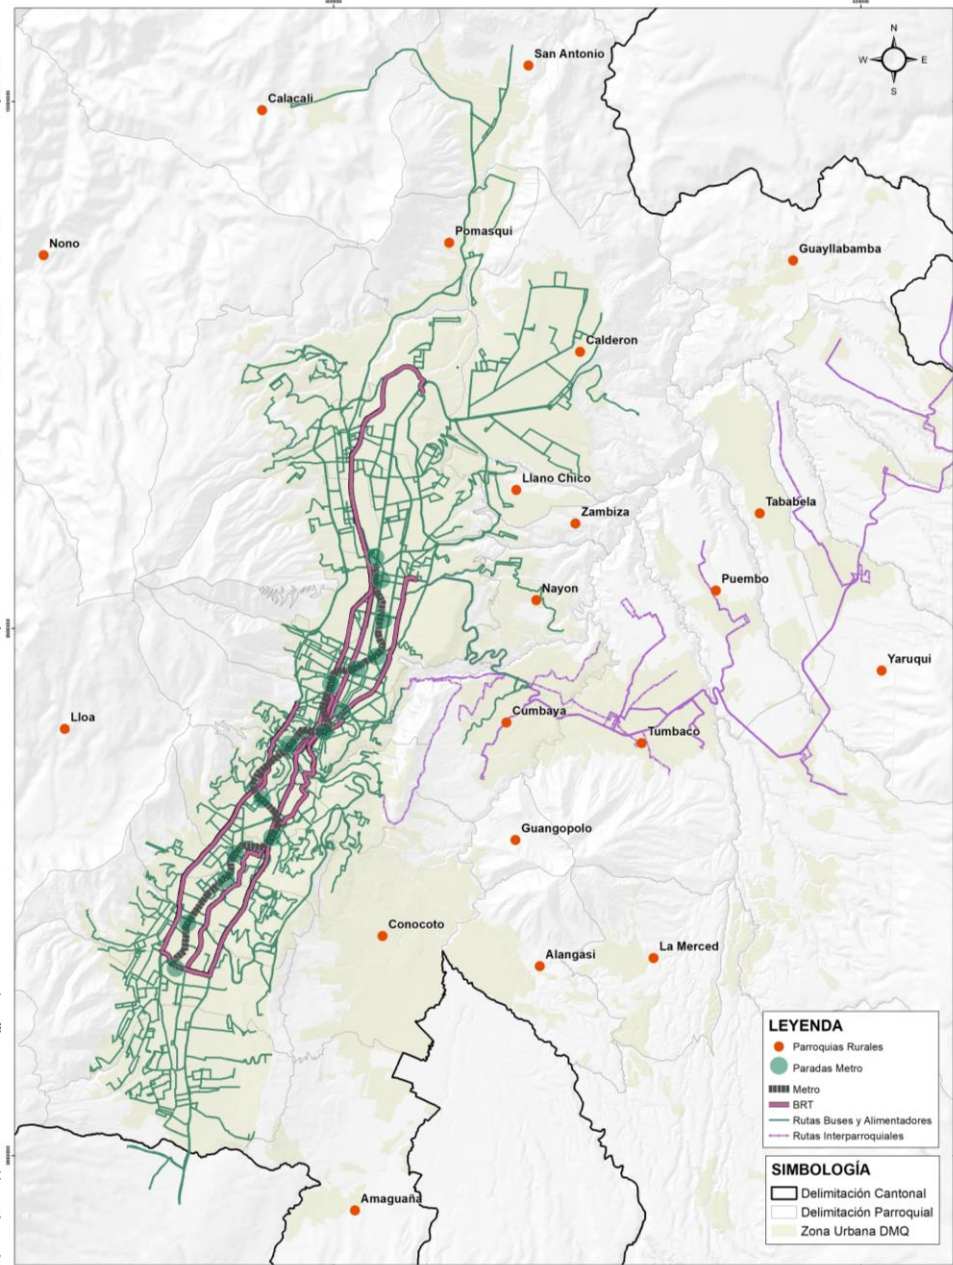 N
W E
S
San Antonio
Calacali
Pomasqui
Nono
Guayllabamba
Calderon
Llano Chico
Zambiza
Tababela
Nayon
Puembo
Yaruqui
Lloa
Cumbaya
Tumbaco
Guangopolo
Conocoto
Alangasi
La Merced
Amaguaña
LEYENDA
Parroquias Rurales
Paradas Metro
Metro
BRT
Rutas Buses y Alimentadores
Rutas Interparroquiales
SIMBOLOGÍA
Delimitación Cantonal
Delimitación Parroquial
Zona Urbana DMQ